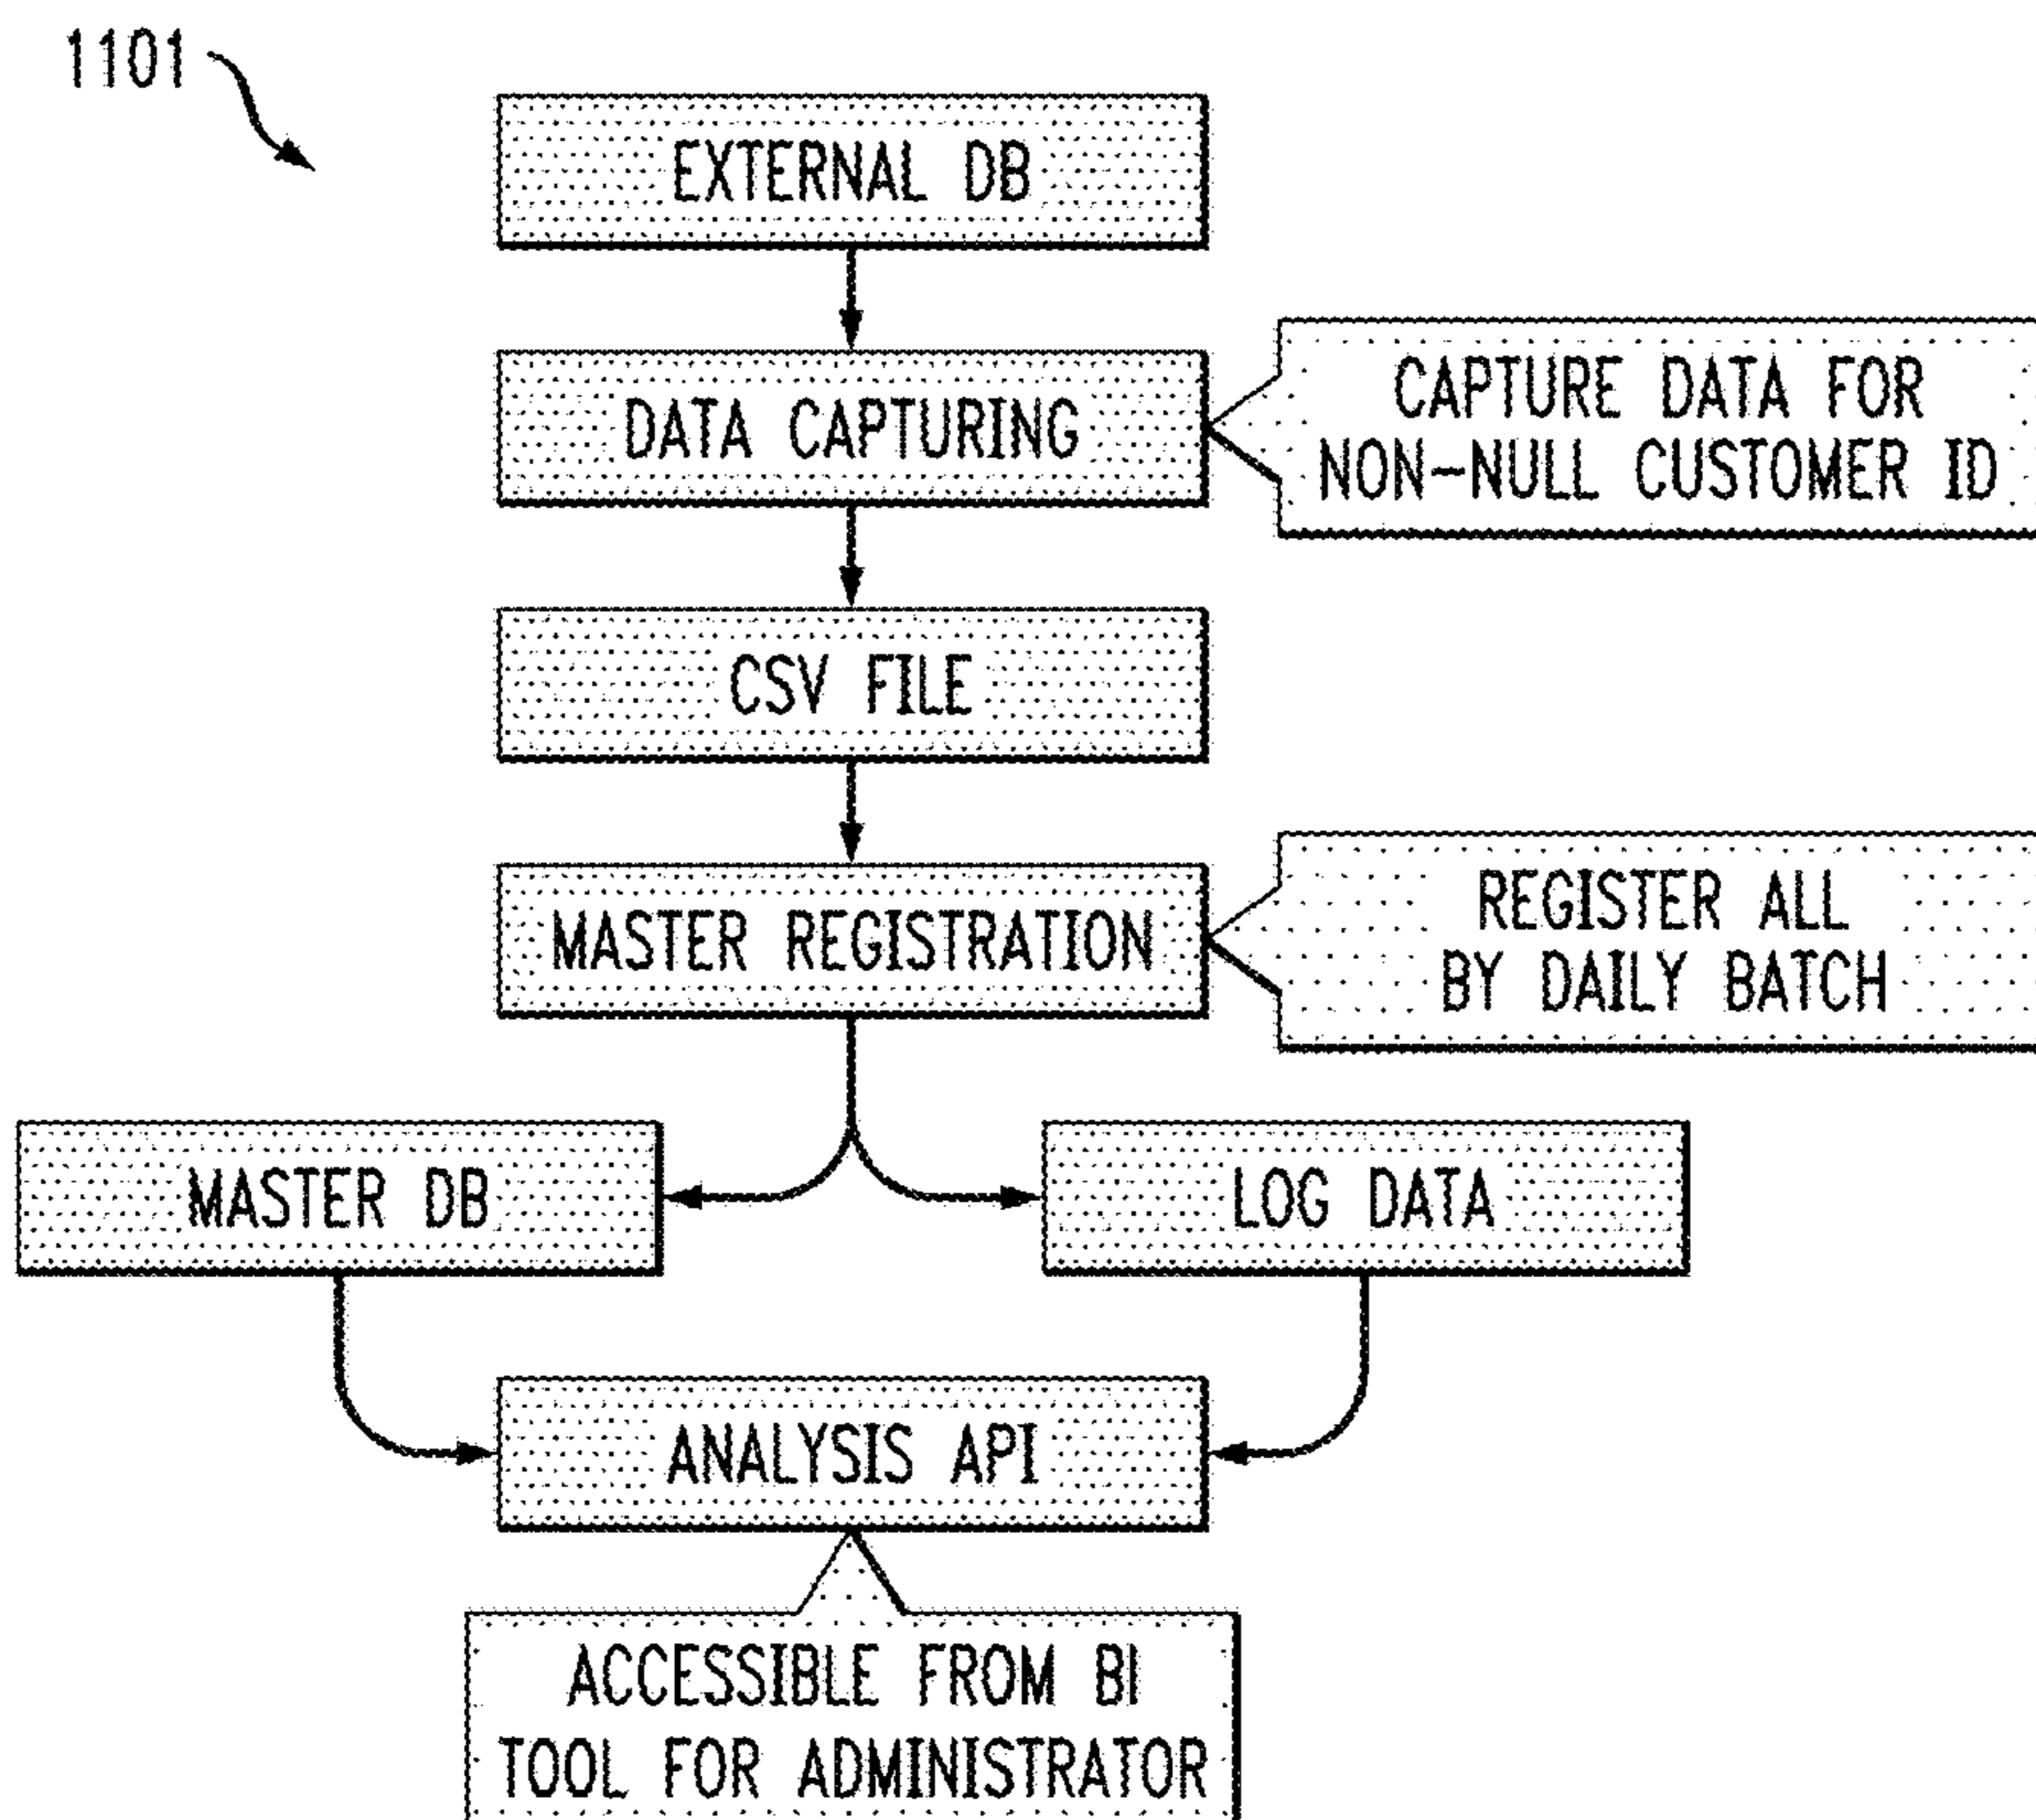 1101
EXTERNAL DB
DATA CAPTURING
CAPTURE DATA FOR
NON-NULL CUSTOMER ID
CSV FILE
MASTER REGISTRATION
REGISTER ALL
BY DAILY BATCH
MASTER DB
LOG DATA
ANALYSIS API
ACCESSIBLE FROM BI
TOOL FOR ADMINISTRATOR